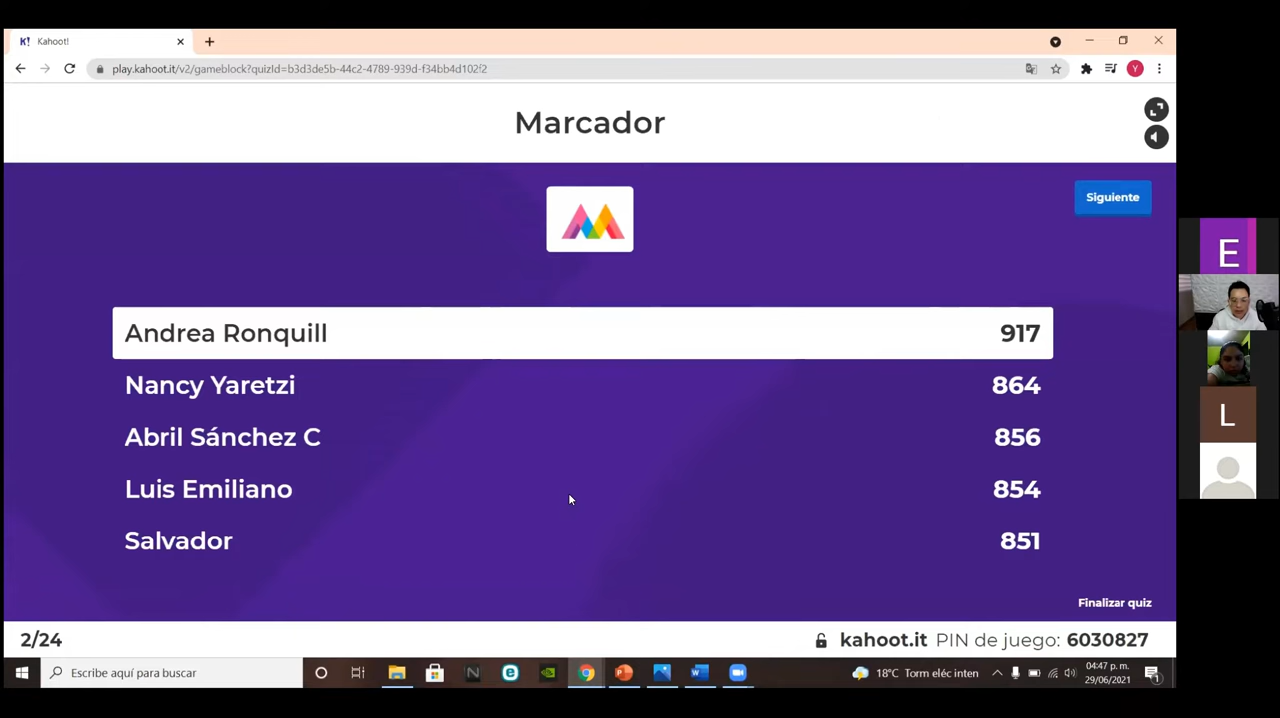 K! Kahoot!
play.kahoot.it/v2/gameblock?quizId=b3d3de5b-44c2-4789-939d-f34bb4d102f2
Y
Marcador
Siguiente
E
Andrea Ronquill 917
Nancy Yaretzi 864
Abril Sánchez C 856
L
Luis Emiliano 854
Salvador 851
Finalizar quiz
2/24
kahoot.it PIN de juego: 6030827
Escribe aquí para buscar
18°C Torm eléc inten
04:47 p. m.
29/06/2021